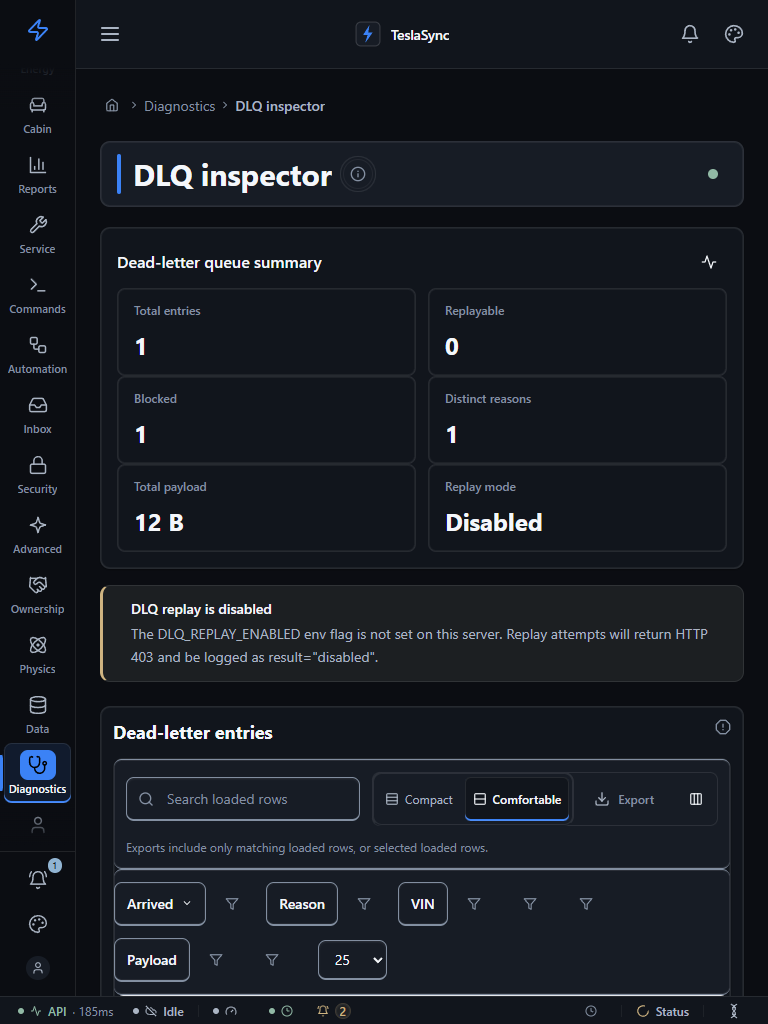 TeslaSync
Energy
Cabin
Reports
Service
Commands
Automation
Inbox
Security
Advanced
Ownership
Physics
Data
Diagnostics
1
Diagnostics
DLQ inspector
DLQ inspector
Dead-letter queue summary
Total entries
1
Replayable
0
Blocked
1
Distinct reasons
1
Total payload
12 B
Replay mode
Disabled
DLQ replay is disabled
The DLQ_REPLAY_ENABLED env flag is not set on this server. Replay attempts will return HTTP
403 and be logged as result="disabled".
Dead-letter entries
Search loaded rows
Compact
Comfortable
Export
Exports include only matching loaded rows, or selected loaded rows.
Arrived
Reason
VIN
Payload
25
API · 185ms
Idle
2
Status